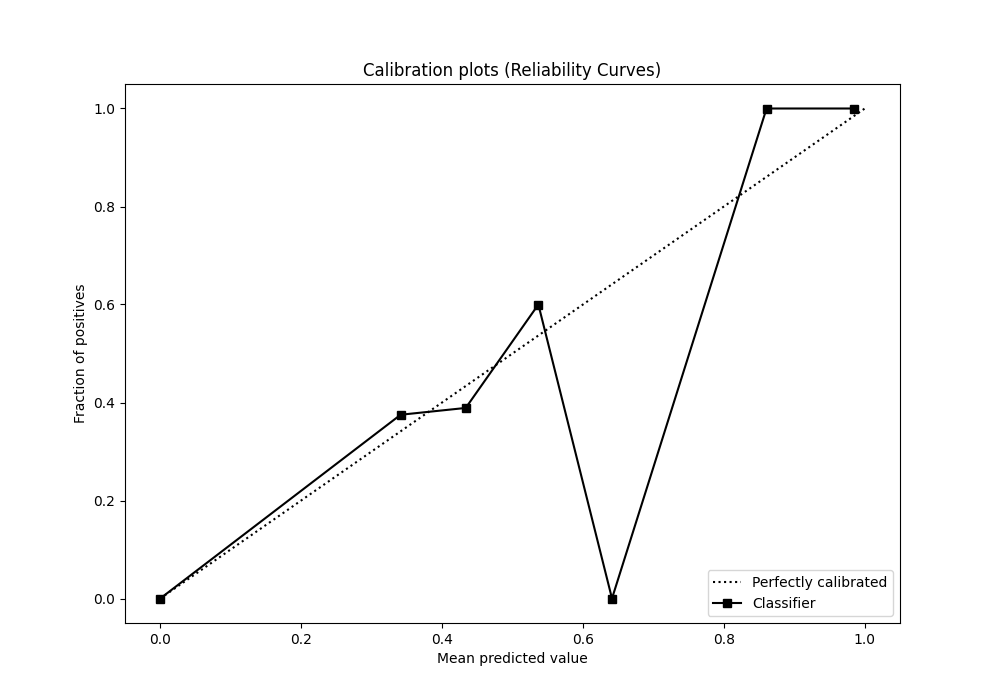 Calibration plots (Reliability Curves)
1.0
0.8
0.6
0.4
0.2
0.0
Fraction of positives
0.0 0.2 0.4 0.6 0.8 1.0
Mean predicted value
Perfectly calibrated
Classifier